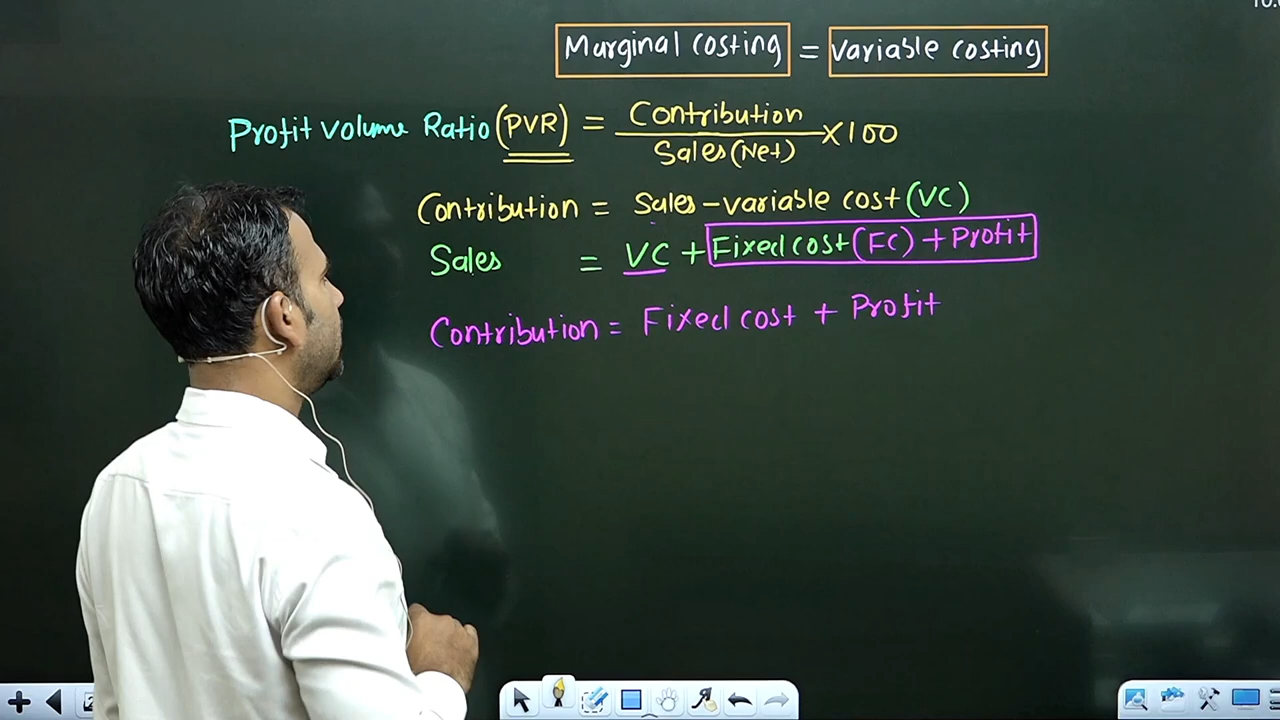 Marginal costing = Variable costing
Profit volume Ratio (PVR) = Contribution / Sales (Net) × 100
Contribution = Sales – variable cost (VC)
Sales = VC + Fixed cost (FC) + Profit
Contribution = Fixed cost + Profit